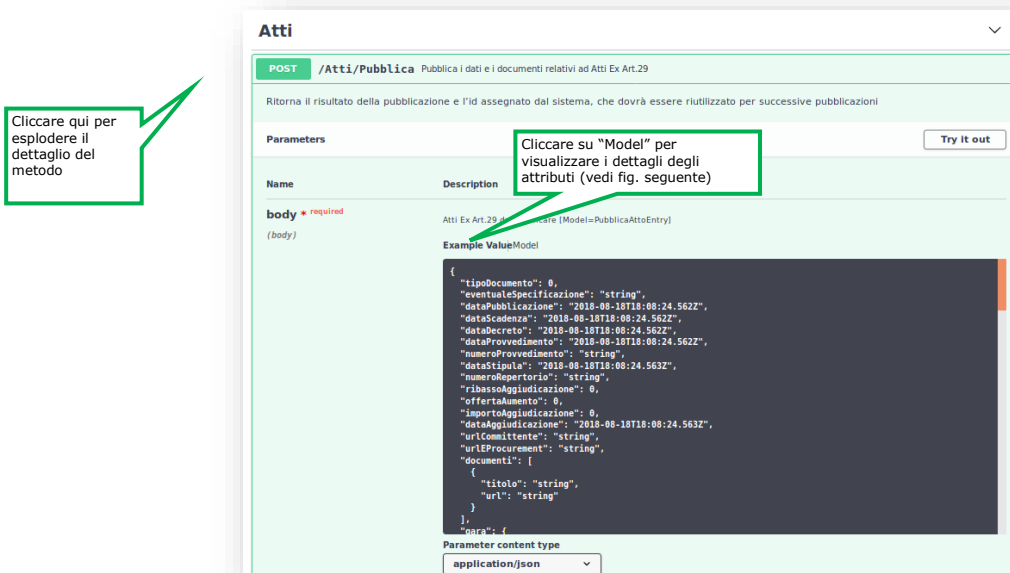 Atti
POST /Atti/Pubblica Pubblica i dati e i documenti relativi ad Atti Ex Art.29
Ritorna il risultato della pubblicazione e l'id assegnato dal sistema, che dovrà essere riutilizzato per successive pubblicazioni
Cliccare qui per
esplodere il
dettaglio del
metodo
Parameters
Try it out
Cliccare su “Model” per
visualizzare i dettagli degli
attributi (vedi fig. seguente)
Name Description
body * required
(body)
Atti Ex Art.29 [Model=PubblicaAttoEntry]
Example Value Model
{
"tipoDocumento": 0,
"eventualeSpecificazione": "string",
"dataPubblicazione": "2018-08-18T18:08:24.562Z",
"dataScadenza": "2018-08-18T18:08:24.562Z",
"dataDecreto": "2018-08-18T18:08:24.562Z",
"dataProvvedimento": "2018-08-18T18:08:24.562Z",
"numeroProvvedimento": "string",
"dataStipula": "2018-08-18T18:08:24.563Z",
"numeroRepertorio": "string",
"ribassoAggiudicazione": 0,
"offertaAumento": 0,
"importoAggiudicazione": 0,
"dataAggiudicazione": "2018-08-18T18:08:24.563Z",
"urlCommittente": "string",
"urlEProcurement": "string",
"documenti": [
{
"titolo": "string",
"url": "string"
}
],
"gara": {
Parameter content type
application/json